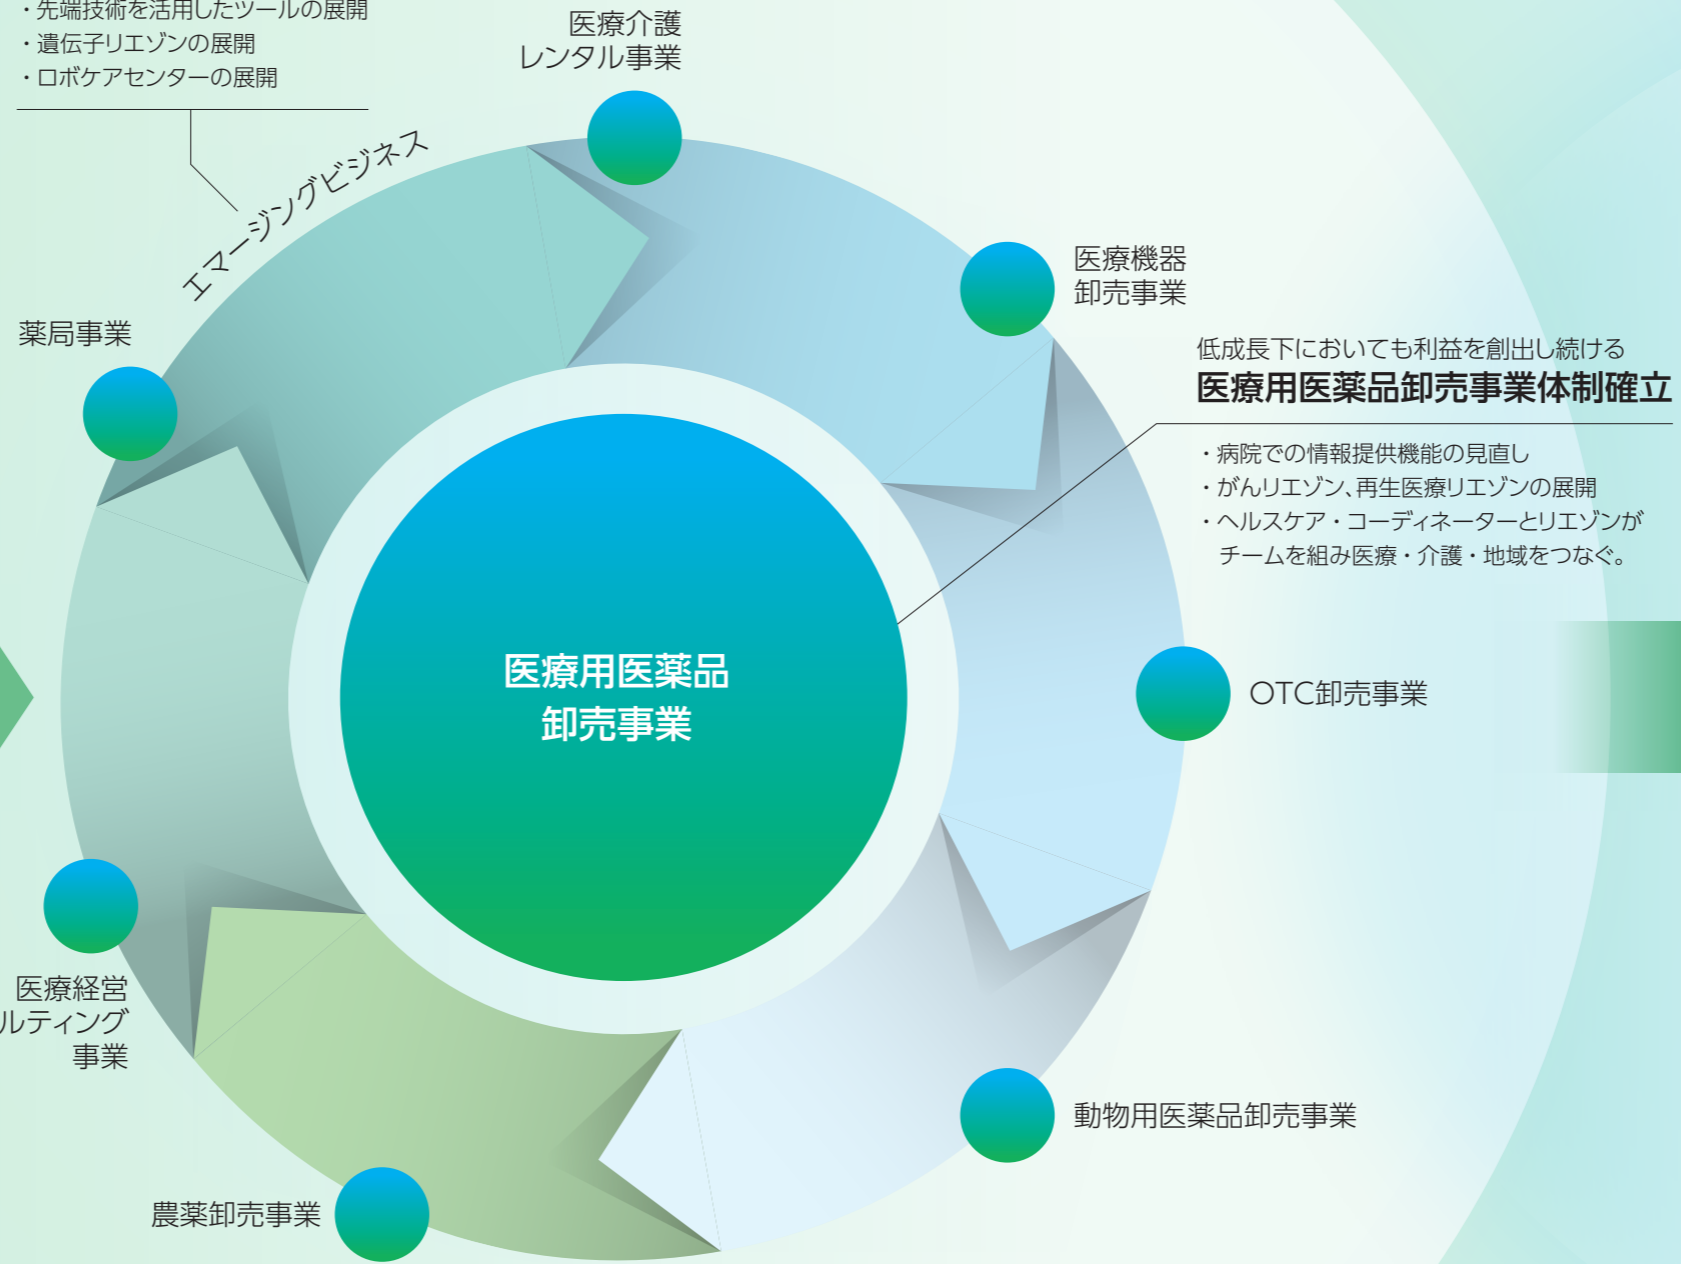 ・先端技術を活用したツールの展開
・遺伝子リエゾンの展開
・ロボケアセンターの展開
エマージングビジネス
医療介護
レンタル事業
医療機器
卸売事業
低成長下においても利益を創出し続ける
医療用医薬品卸売事業体制確立
・病院での情報提供機能の見直し
・がんリエゾン、再生医療リエゾンの展開
・ヘルスケア・コーディネーターとリエゾンが
チームを組み医療・介護・地域をつなぐ。
薬局事業
医療用医薬品
卸売事業
OTC卸売事業
医療経営
ルティング
事業
動物用医薬品卸売事業
農薬卸売事業